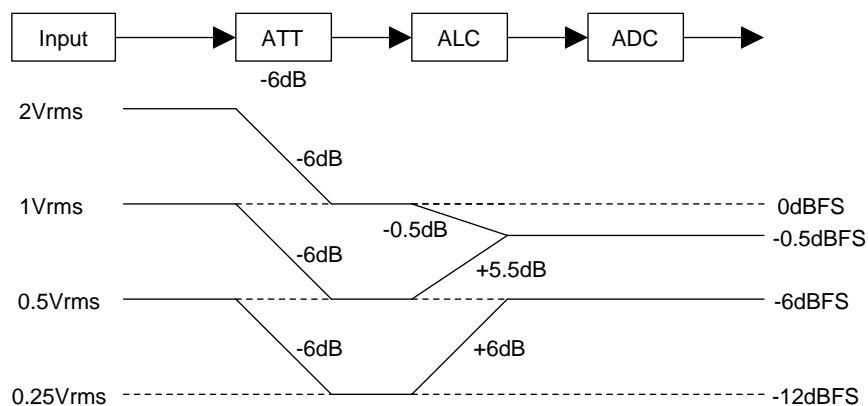 Input
ATT
ALC
ADC
-6dB
2Vrms
-6dB
1Vrms
0dBFS
-0.5dB
-0.5dBFS
-6dB
+5.5dB
0.5Vrms
-6dBFS
-6dB
+6dB
0.25Vrms
-12dBFS